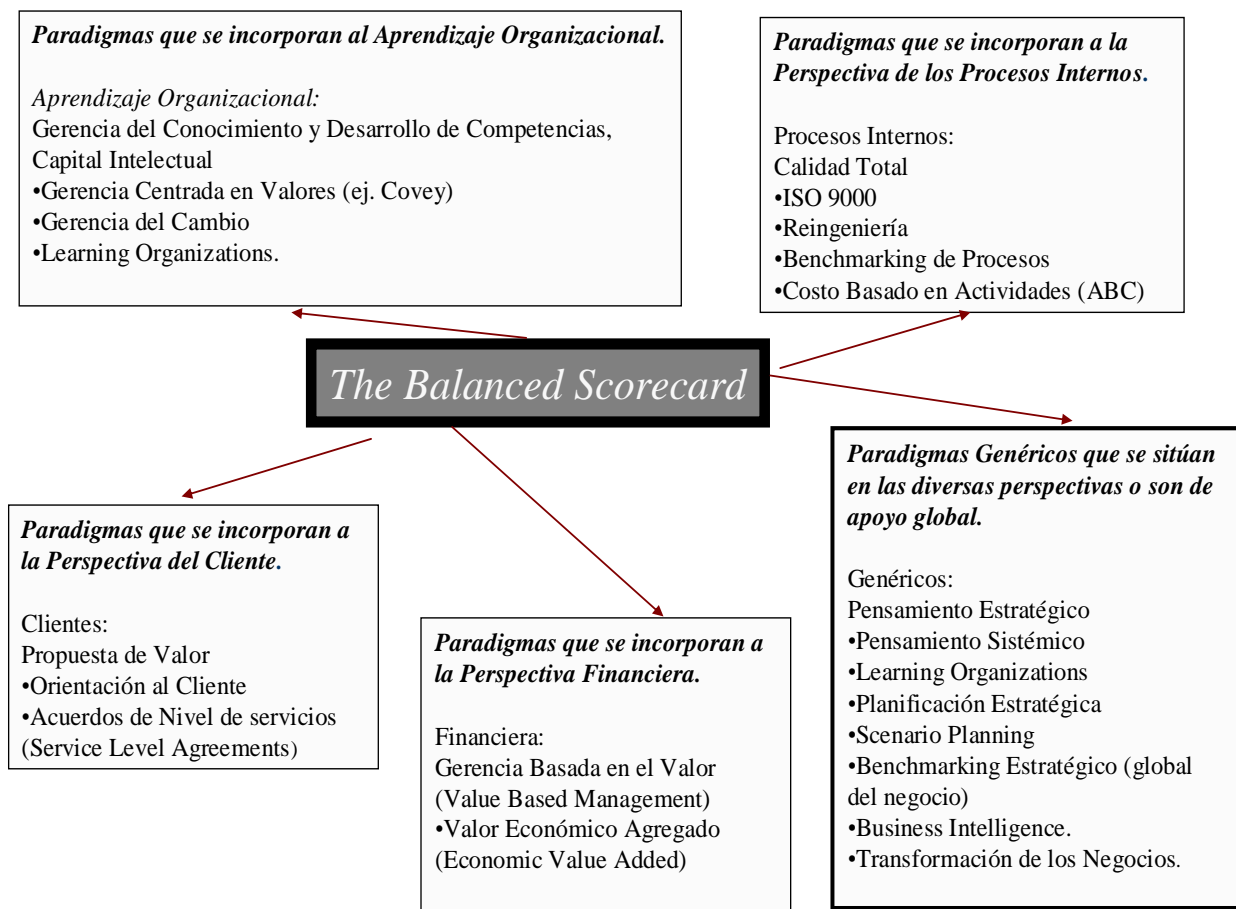 Paradigmas que se incorporan al Aprendizaje Organizacional.
Aprendizaje Organizacional:
Gerencia del Conocimiento y Desarrollo de Competencias,
Capital Intelectual
•Gerencia Centrada en Valores (ej. Covey)
•Gerencia del Cambio
•Learning Organizations.
Paradigmas que se incorporan a la
Perspectiva de los Procesos Internos.
Procesos Internos:
Calidad Total
•ISO 9000
•Reingeniería
•Benchmarking de Procesos
•Costo Basado en Actividades (ABC)
The Balanced Scorecard
Paradigmas que se incorporan a
la Perspectiva del Cliente.
Clientes:
Propuesta de Valor
•Orientación al Cliente
•Acuerdos de Nivel de servicios
(Service Level Agreements)
Paradigmas que se incorporan a
la Perspectiva Financiera.
Financiera:
Gerencia Basada en el Valor
(Value Based Management)
•Valor Económico Agregado
(Economic Value Added)
Paradigmas Genéricos que se sitúan
en las diversas perspectivas o son de
apoyo global.
Genéricos:
Pensamiento Estratégico
•Pensamiento Sistémico
•Learning Organizations
•Planificación Estratégica
•Scenario Planning
•Benchmarking Estratégico (global
del negocio)
•Business Intelligence.
•Transformación de los Negocios.